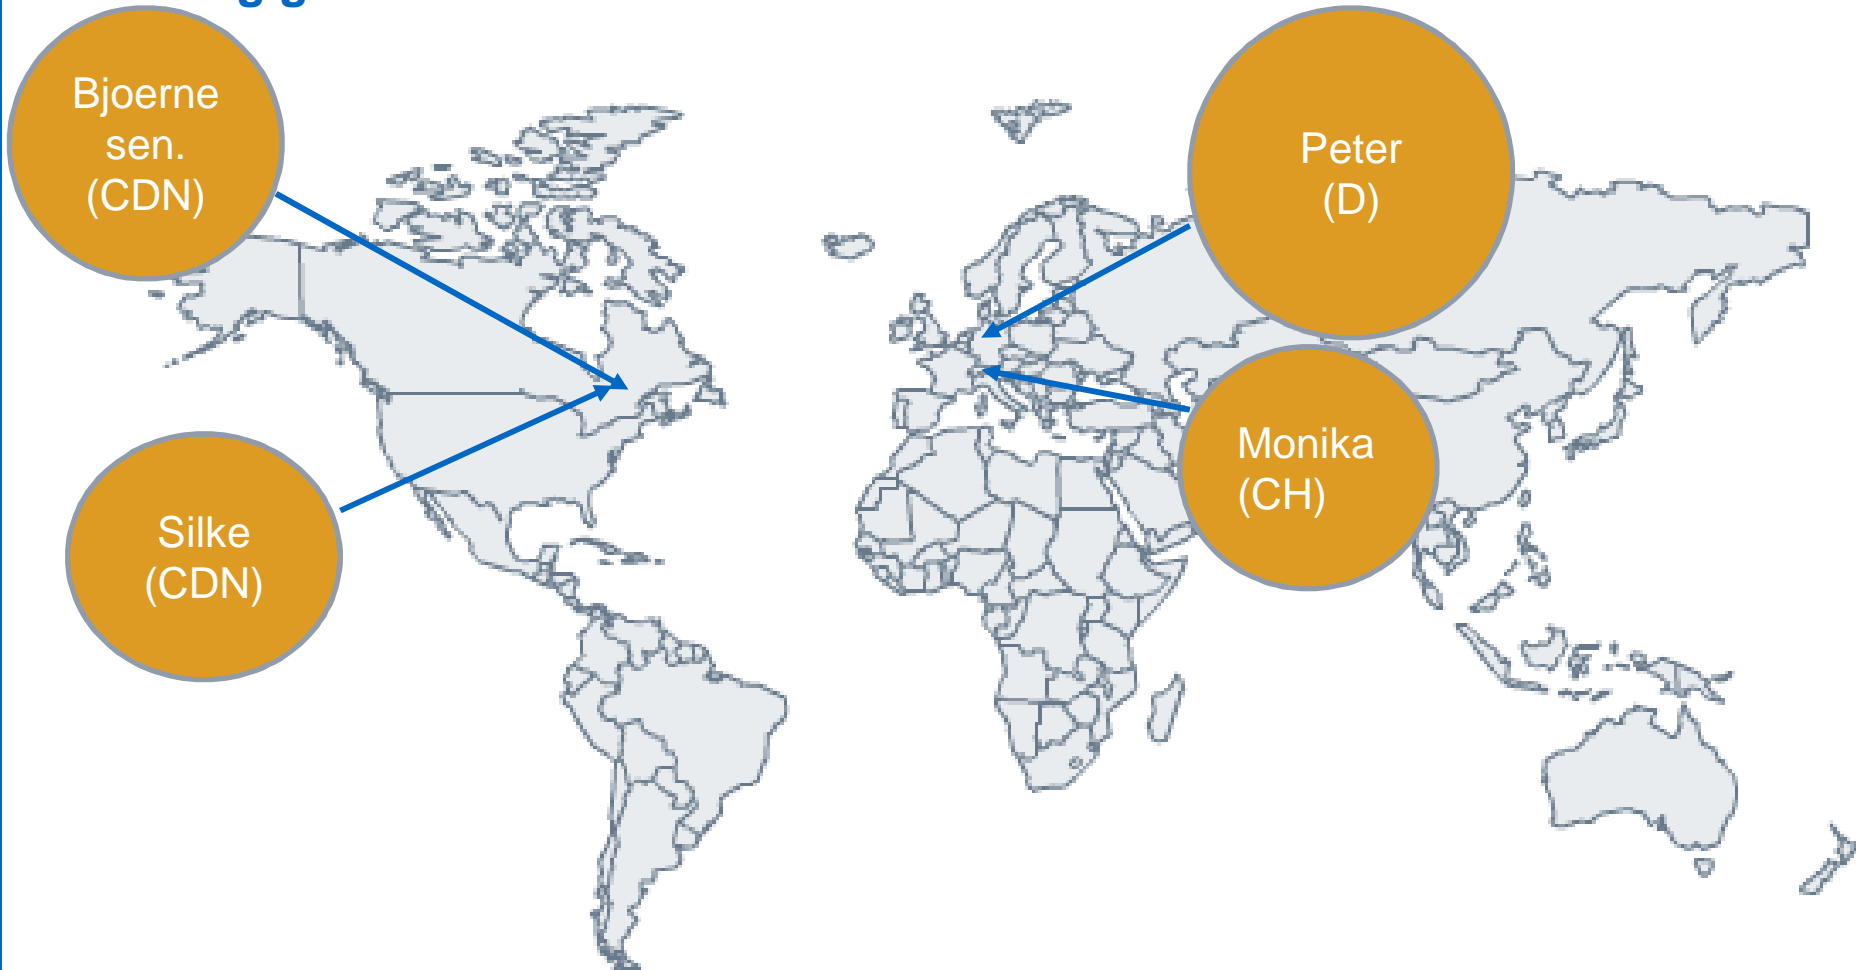 Bjoerne
sen.
(CDN)
Peter
(D)
Monika
(CH)
Silke
(CDN)